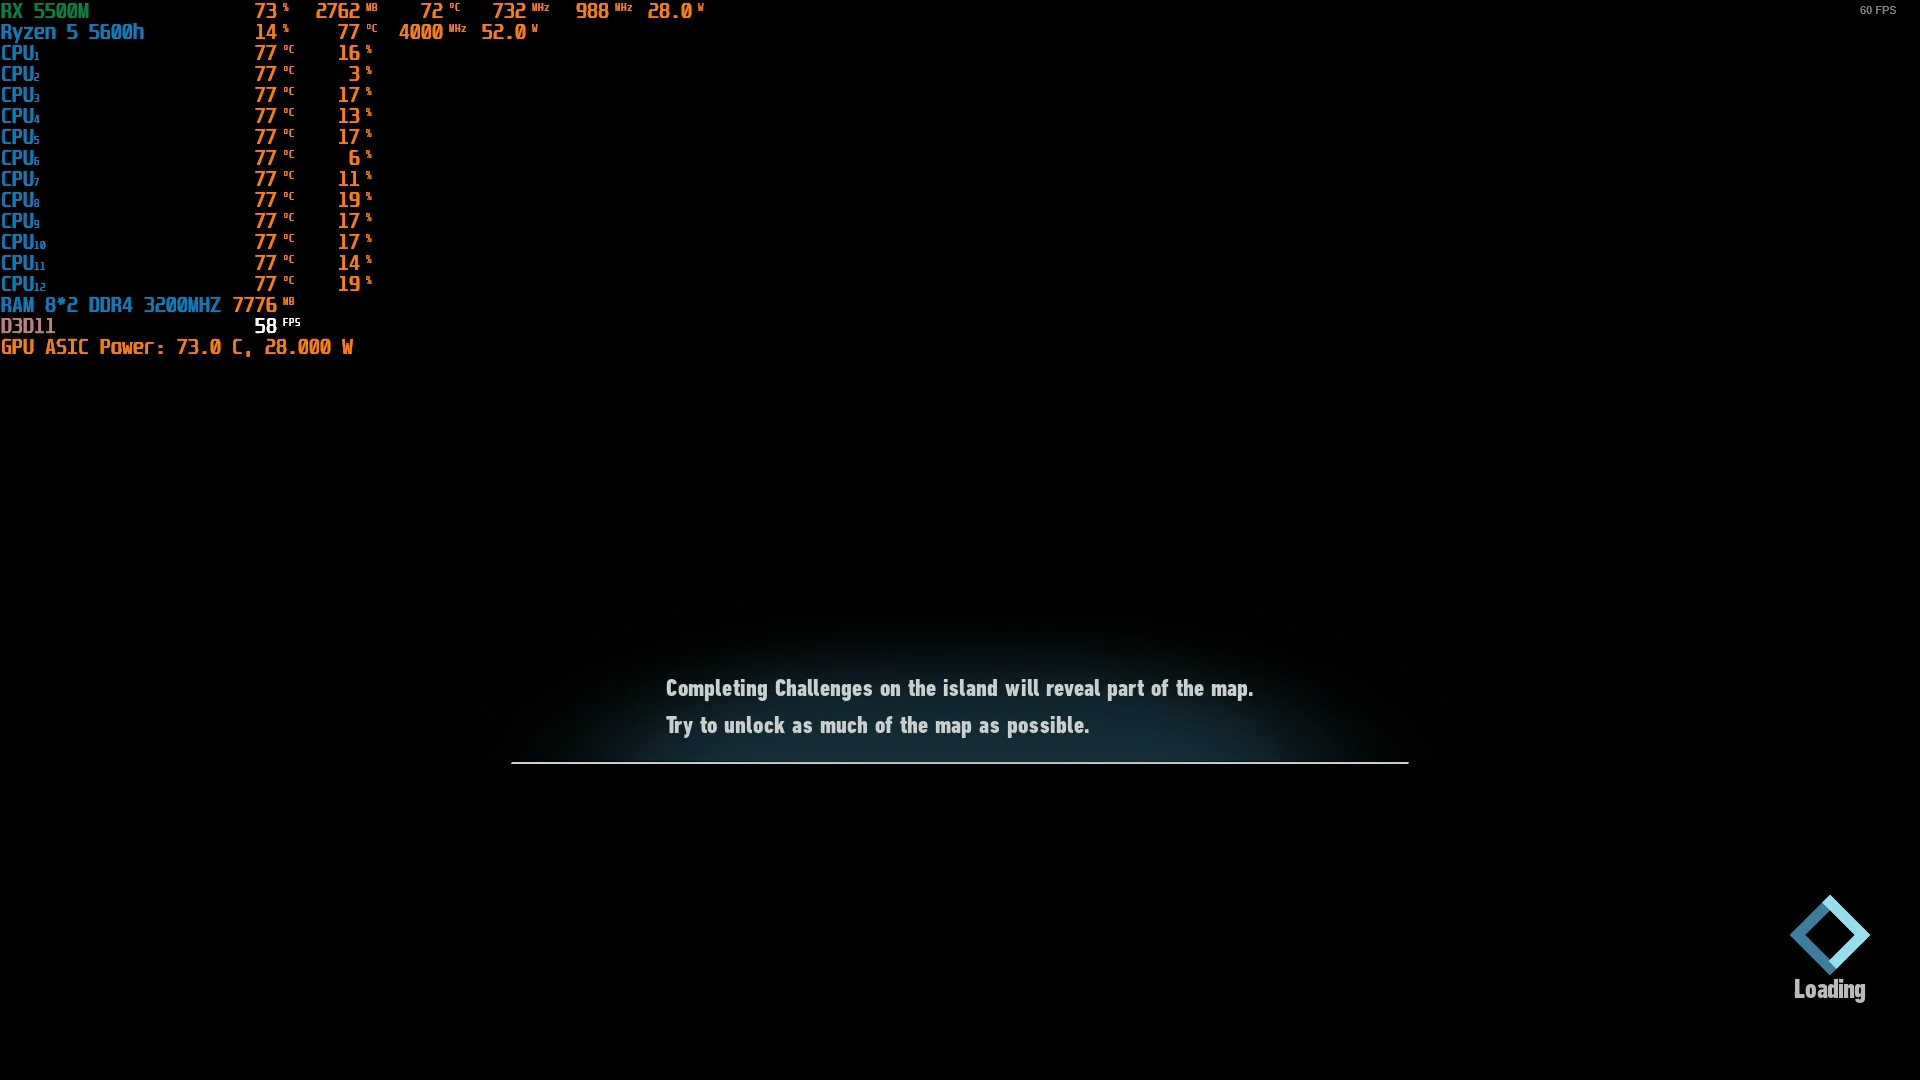 RX 5500M 73 % 2762 MB 72 °C 732 MHz 988 MHz 28.0 W
60 FPS
Ryzen 5 5600h 14 % 77 °C 4000 MHz 52.0 W
CPU1 77 °C 16 %
CPU2 77 °C 3 %
CPU3 77 °C 17 %
CPU4 77 °C 13 %
CPU5 77 °C 17 %
CPU6 77 °C 6 %
CPU7 77 °C 11 %
CPU8 77 °C 19 %
CPU9 77 °C 17 %
CPU10 77 °C 17 %
CPU11 77 °C 14 %
CPU12 77 °C 19 %
RAM 8*2 DDR4 3200MHZ 7776 MB
D3D11 58 FPS
GPU ASIC Power: 73.0 C, 28.000 W
Completing Challenges on the island will reveal part of the map.
Try to unlock as much of the map as possible.
Loading